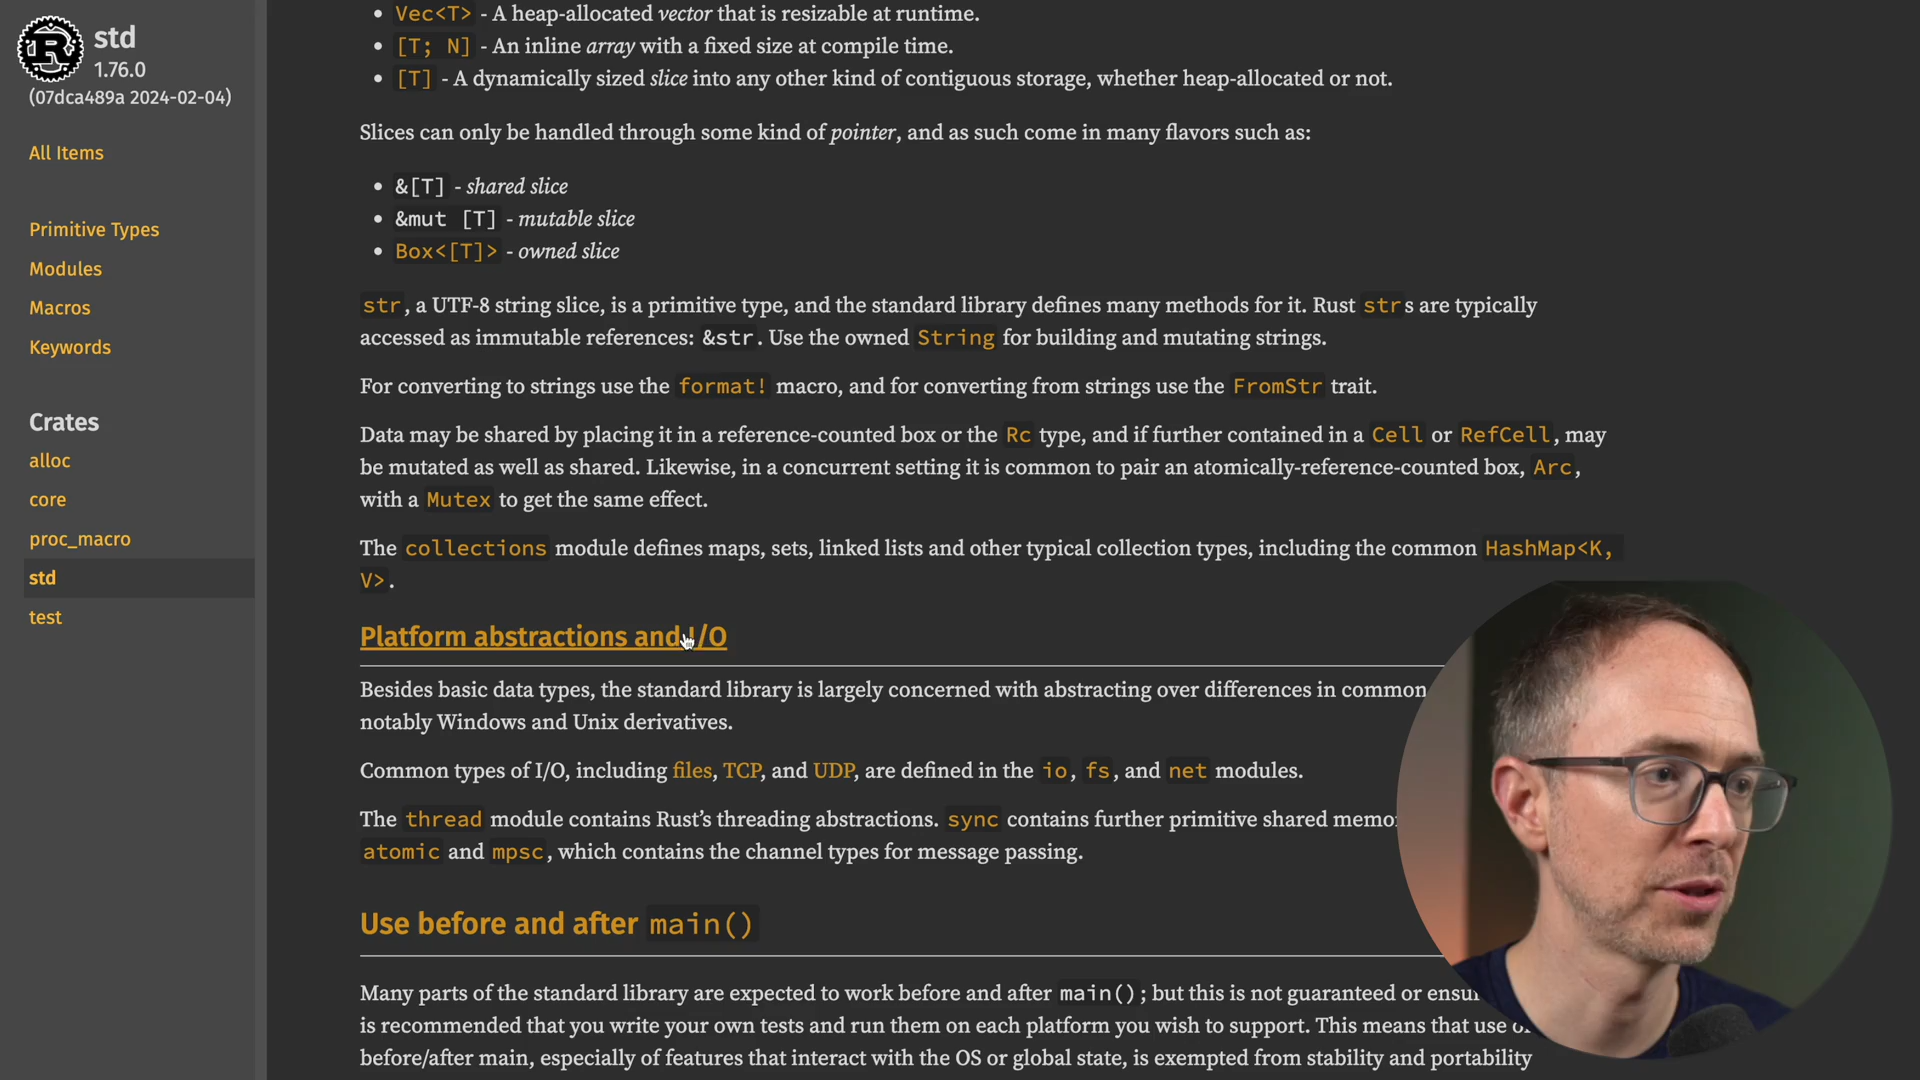 std
1.76.0
(07dca489a 2024-02-04)
All Items
Primitive Types
Modules
Macros
Keywords
Crates
alloc
core
proc_macro
std
test
Vec<T> - A heap-allocated vector that is resizable at runtime.
[T; N] - An inline array with a fixed size at compile time.
[T] - A dynamically sized slice into any other kind of contiguous storage, whether heap-allocated or not.
Slices can only be handled through some kind of pointer, and as such come in many flavors such as:
&[T] - shared slice
&mut [T] - mutable slice
Box<[T]> - owned slice
str, a UTF-8 string slice, is a primitive type, and the standard library defines many methods for it. Rust strs are typically
accessed as immutable references: &str. Use the owned String for building and mutating strings.
For converting to strings use the format! macro, and for converting from strings use the FromStr trait.
Data may be shared by placing it in a reference-counted box or the Rc type, and if further contained in a Cell or RefCell, may
be mutated as well as shared. Likewise, in a concurrent setting it is common to pair an atomically-reference-counted box, Arc,
with a Mutex to get the same effect.
The collections module defines maps, sets, linked lists and other typical collection types, including the common HashMap<K,
V>.
Platform abstractions and I/O
Besides basic data types, the standard library is largely concerned with abstracting over differences in common
notably Windows and Unix derivatives.
Common types of I/O, including files, TCP, and UDP, are defined in the io, fs, and net modules.
The thread module contains Rust’s threading abstractions. sync contains further primitive shared
atomic and mpsc, which contains the channel types for message passing.
Use before and after main()
Many parts of the standard library are expected to work before and after main(); but this is not guaranteed or
is recommended that you write your own tests and run them on each platform you wish to support. This means that use
before/after main, especially of features that interact with the OS or global state, is exempted from stability and portability